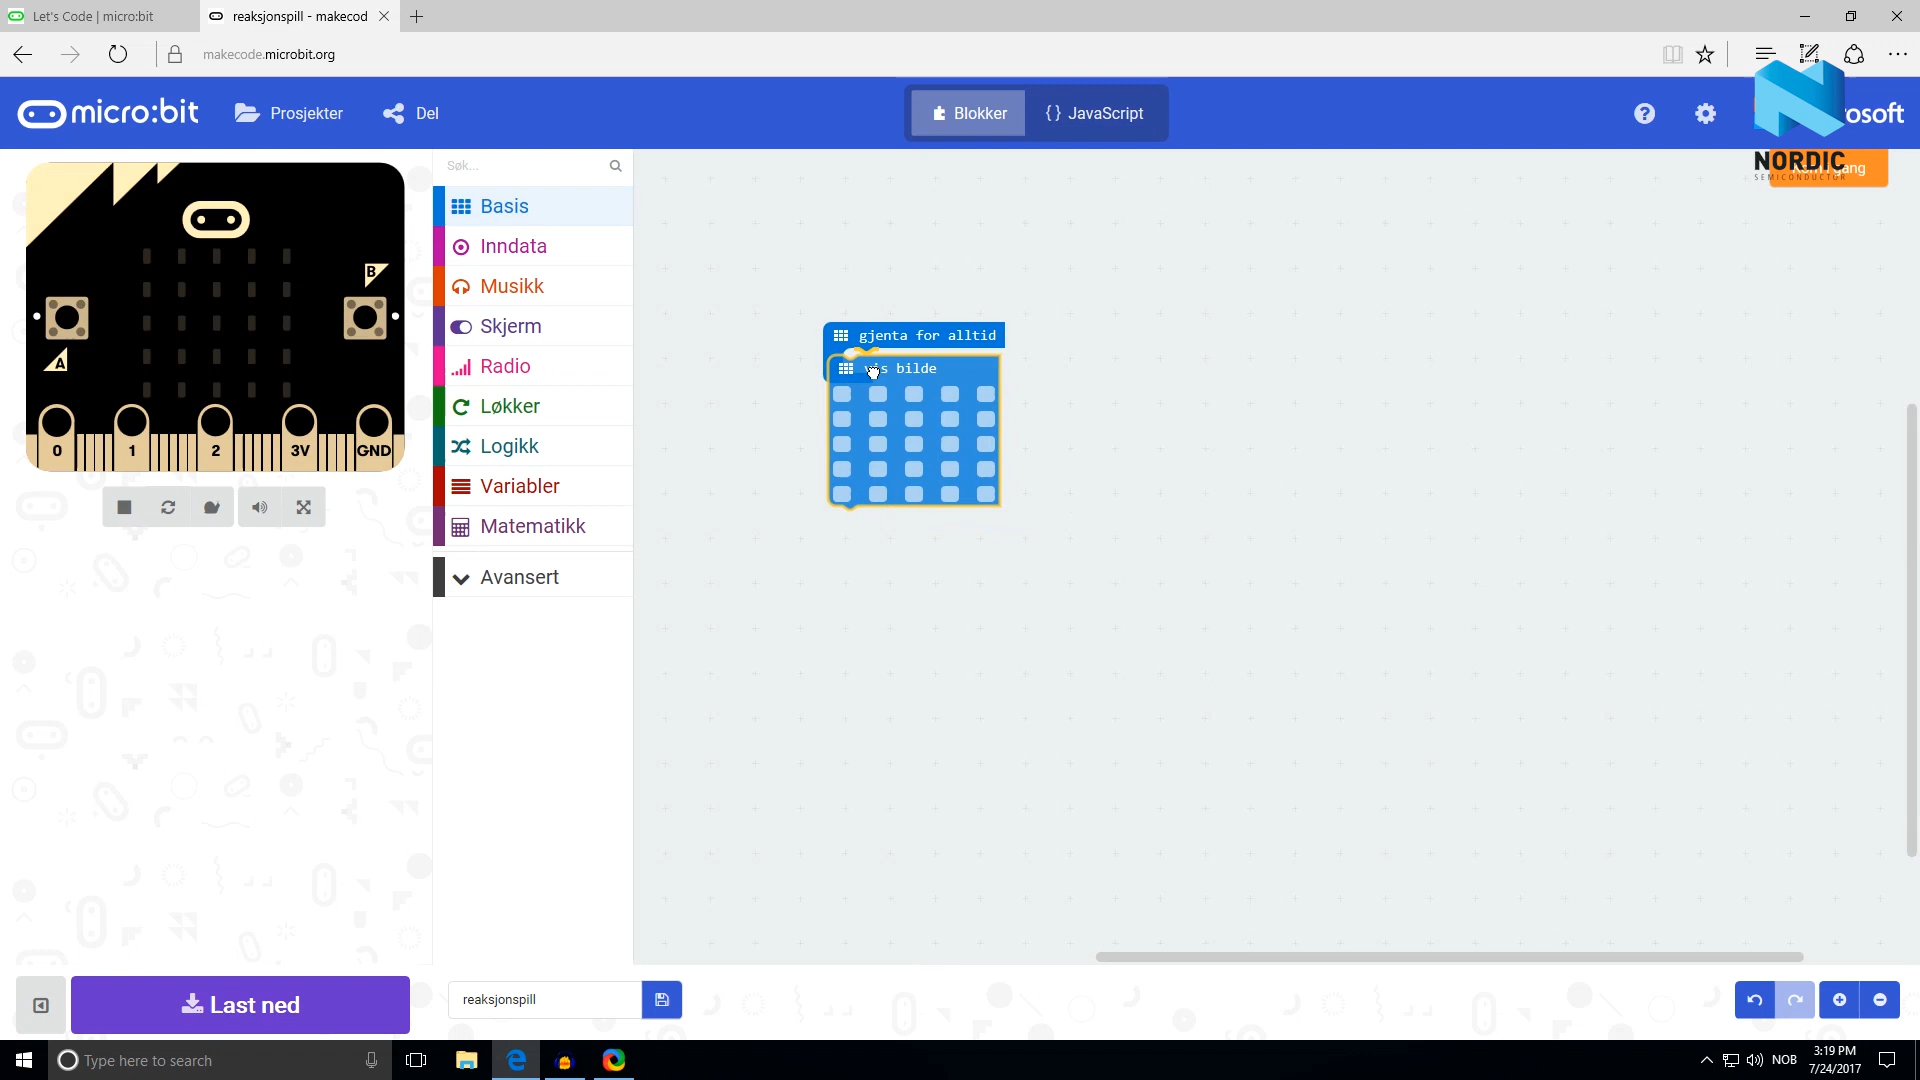 Let's Code | micro:bit
reaksjonspill - makecod
makecode.microbit.org
micro:bit
Prosjekter
Del
Blokker
{} JavaScript
?
osoft
NORDIC
SEMICONDUCTOR
gang
Søk...
Basis
Inndata
Musikk
Skjerm
Radio
Løkker
Logikk
Variabler
Matematikk
Avansert
B
A
0 1 2 3V GND
gjenta for alltid
vis bilde
Last ned
reaksjonspill
Type here to search
NOB
3:19 PM
7/24/2017